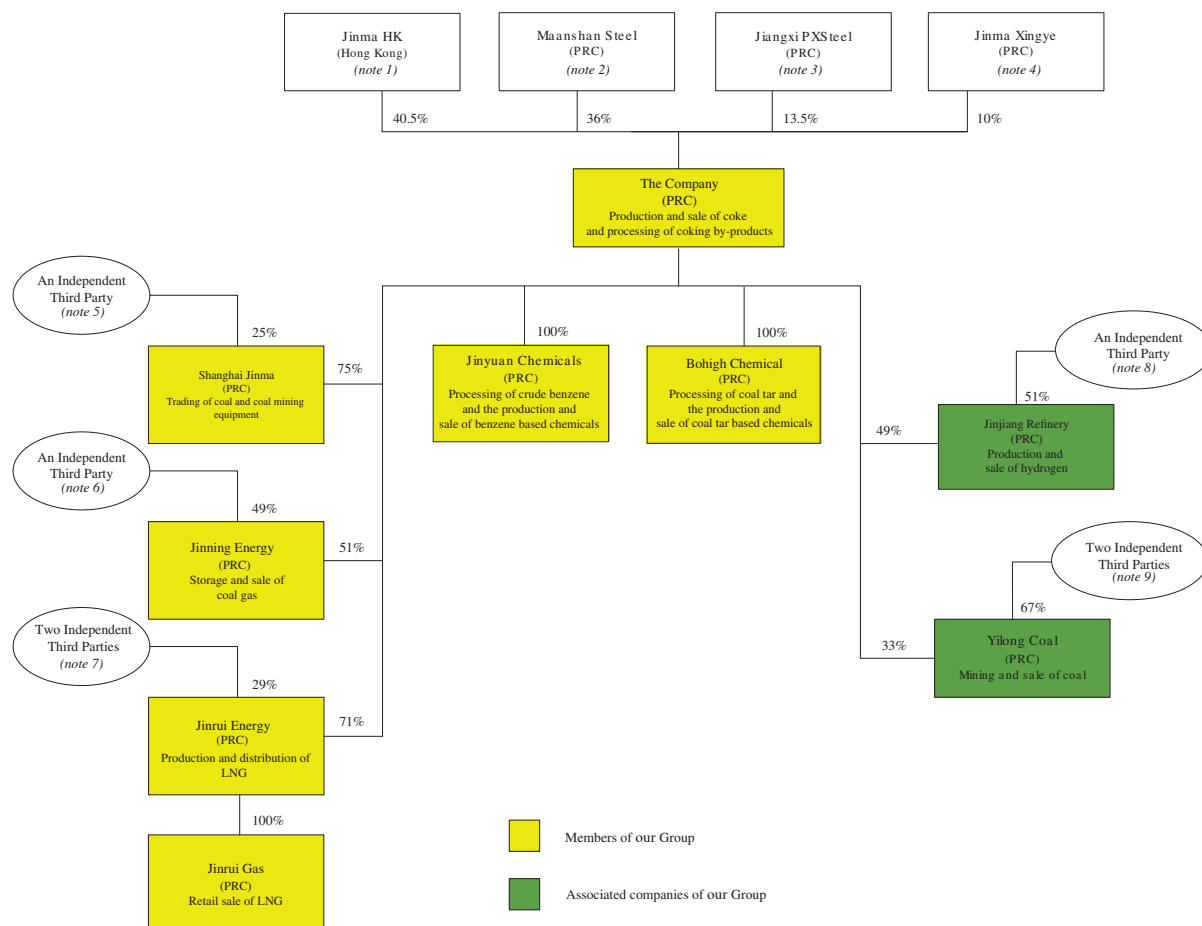 Jinma HK
(Hong Kong)
(note 1)
Maanshan Steel
(PRC)
(note 2)
Jiangxi PXSteel
(PRC)
(note 3)
Jinma Xingye
(PRC)
(note 4)
40.5%
36%
13.5%
10%
The Company
(PRC)
Production and sale of coke
and processing of coking by-products
An Independent
Third Party
(note 5)
25%
Shanghai Jinma
(PRC)
Trading of coal and coal mining
equipment
75%
100%
Jinyuan Chemicals
(PRC)
Processing of crude benzene
and the production and
sale of benzene based chemicals
100%
Bohigh Chemical
(PRC)
Processing of coal tar and
the production and
sale of coal tar based chemicals
An Independent
Third Party
(note 8)
51%
49%
Jinjiang Refinery
(PRC)
Production and
sale of hydrogen
An Independent
Third Party
(note 6)
49%
Jinning Energy
(PRC)
Storage and sale of
coal gas
51%
Two Independent
Third Parties
(note 9)
67%
33%
Yilong Coal
(PRC)
Mining and sale of coal
Two Independent
Third Parties
(note 7)
29%
Jinrui Energy
(PRC)
Production and distribution of
LNG
71%
100%
Jinrui Gas
(PRC)
Retail sale of LNG
Members of our Group
Associated companies of our Group